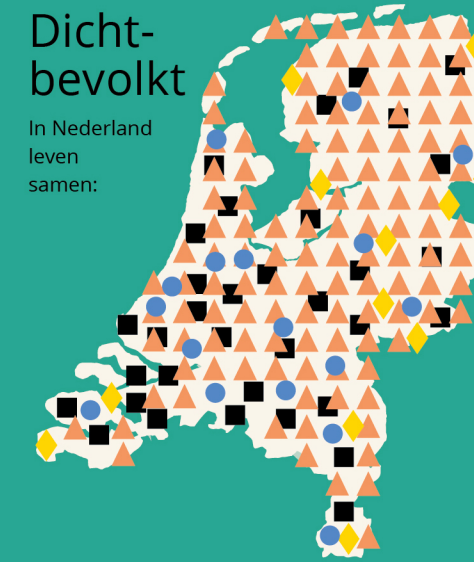 Dicht-
bevolkt
In Nederland
leven
samen: